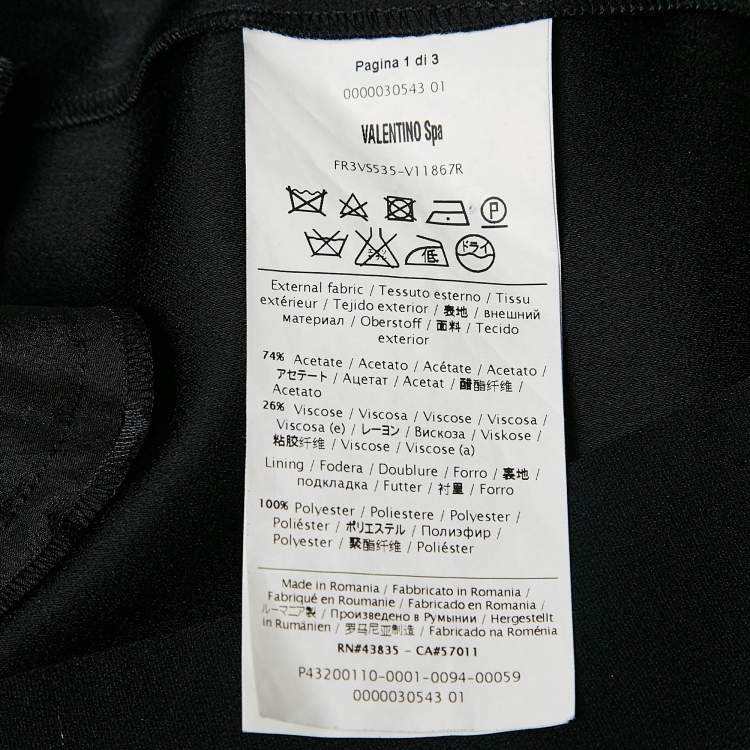 Pagina 1 di 3
0000030543 01
VALENTINO Spa
FR3VS535-V11867R
P
低
ドライ
External fabric / Tessuto esterno / Tissu
extérieur / Tejido exterior / 表地 / внешний
материал / Oberstoff / 面料 / Tecido
exterior
74% Acetate / Acetato / Acétate / Acetato /
アセテート / Ацетат / Acetat / 醋酯纤维 /
Acetato
26% Viscose / Viscosa / Viscose / Viscosa /
Viscosa (e) / レーヨン / Вискоза / Viskose /
粘胶纤维 / Viscose / Viscose (a)
Lining / Fodera / Doublure / Forro / 裏地 /
подкладка / Futter / 衬里 / Forro
100% Polyester / Poliestere / Polyester /
Poliéster / ポリエステル / Полиэфир /
Polyester / 聚酯纤维 / Poliéster
Made in Romania / Fabbricato in Romania /
Fabriqué en Roumanie / Fabricado en Romania /
ルーマニア製 / Произведено в Румынии / Hergestellt
in Rumänien / 罗马尼亚制造 / Fabricado na Roménia
RN#43835 - CA#57011
P43200110-0001-0094-00059
0000030543 01